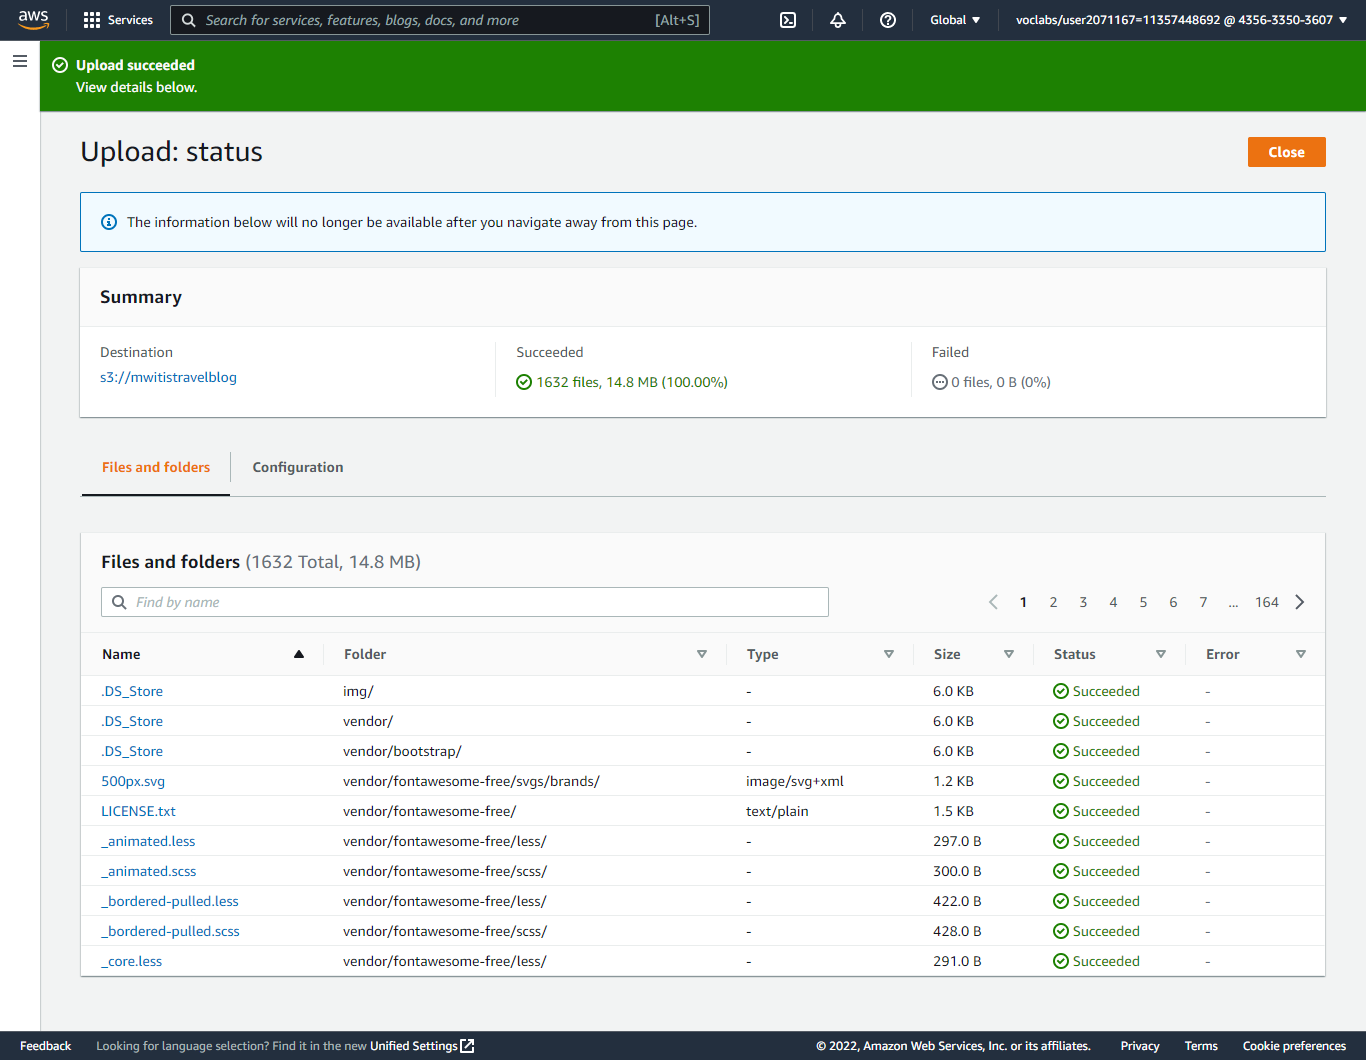 aws Services Search for services, features, blogs, docs, and more [Alt+S] Global voclabs/user2071167=11357448692 @ 4356-3350-3607
Upload succeeded
View details below.
Upload: status Close
The information below will no longer be available after you navigate away from this page.
Summary
Destination Succeeded Failed
s3://mwitistravelblog 1632 files, 14.8 MB (100.00%) 0 files, 0 B (0%)
Files and folders Configuration
Files and folders (1632 Total, 14.8 MB)
Find by name 1 2 3 4 5 6 7 ... 164
Name Folder Type Size Status Error
.DS_Store img/ - 6.0 KB Succeeded -
.DS_Store vendor/ - 6.0 KB Succeeded -
.DS_Store vendor/bootstrap/ - 6.0 KB Succeeded -
500px.svg vendor/fontawesome-free/svgs/brands/ image/svg+xml 1.2 KB Succeeded -
LICENSE.txt vendor/fontawesome-free/ text/plain 1.5 KB Succeeded -
_animated.less vendor/fontawesome-free/less/ - 297.0 B Succeeded -
_animated.scss vendor/fontawesome-free/scss/ - 300.0 B Succeeded -
_bordered-pulled.less vendor/fontawesome-free/less/ - 422.0 B Succeeded -
_bordered-pulled.scss vendor/fontawesome-free/scss/ - 428.0 B Succeeded -
_core.less vendor/fontawesome-free/less/ - 291.0 B Succeeded -
Feedback Looking for language selection? Find it in the new Unified Settings © 2022, Amazon Web Services, Inc. or its affiliates. Privacy Terms Cookie preferences